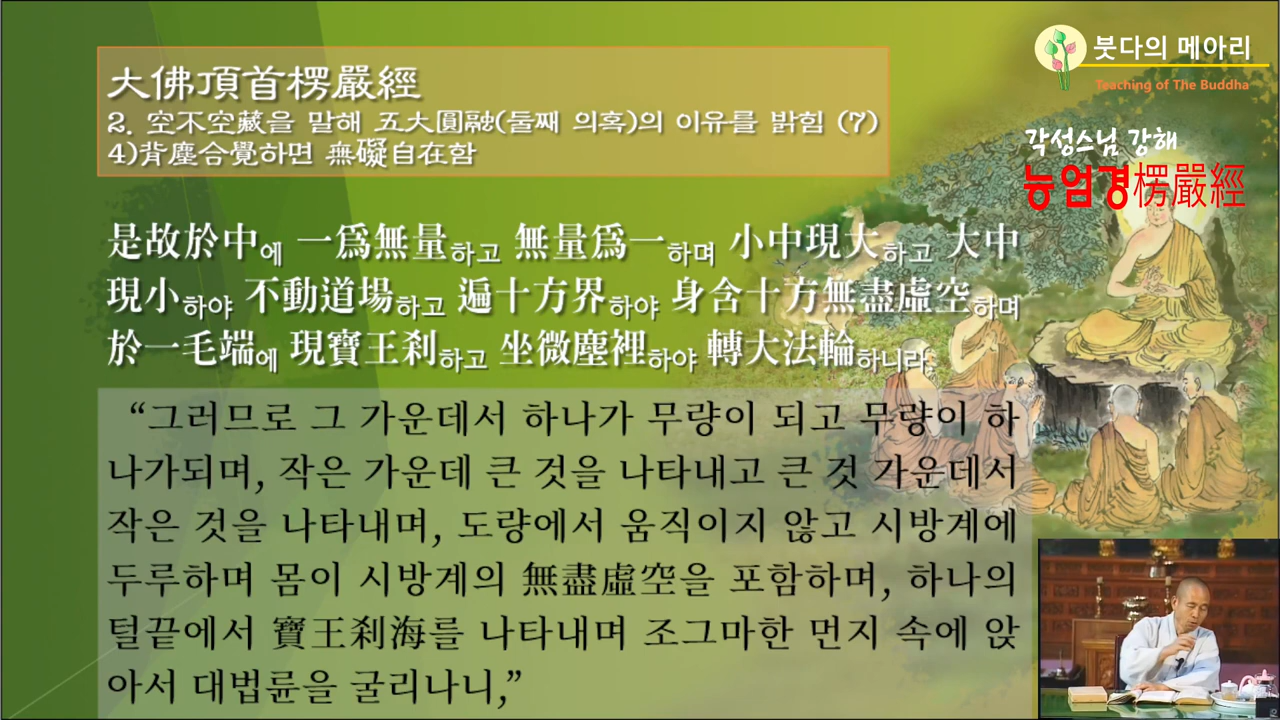 大佛頂首楞嚴經
2. 空不空藏을 말해 五大圓融(둘째 의혹)의 이유를 밝힘 (7)
4)背塵合覺하면 無礙自在함
붓다의 메아리
Teaching of The Buddha
각성스님 강해
능엄경楞嚴經
是故於中에 一爲無量하고 無量爲一하며 小中現大하고 大中
現小하야 不動道場하고 遍十方界하야 身含十方無盡虛空하며
於一毛端에 現寶王刹하고 坐微塵裡하야 轉大法輪하니라.
“그러므로 그 가운데서 하나가 무량이 되고 무량이 하
나가되며, 작은 가운데 큰 것을 나타내고 큰 것 가운데서
작은 것을 나타내며, 도량에서 움직이지 않고 시방계에
두루하며 몸이 시방계의 無盡虛空을 포함하며, 하나의
털끝에서 寶王刹海를 나타내며 조그마한 먼지 속에 앉
아서 대법륜을 굴리나니,”